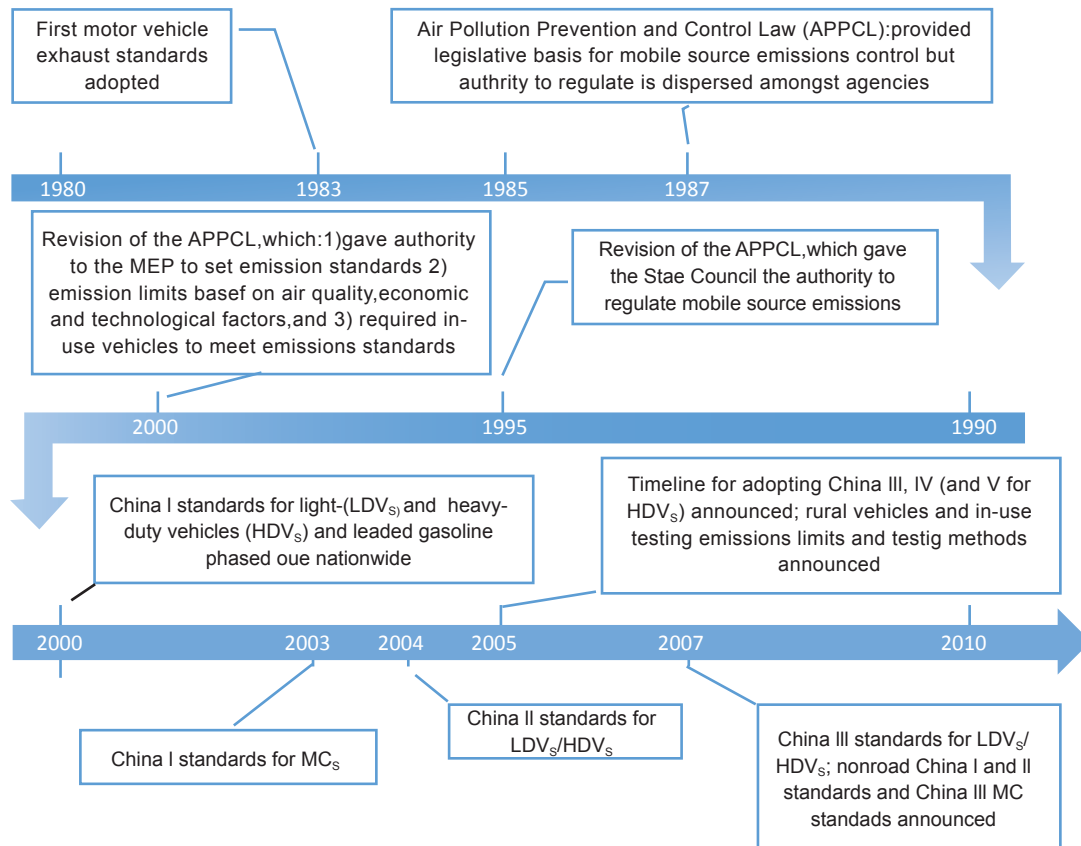 First motor vehicle
exhaust standards
adopted
Air Pollution Prevention and Control Law (APPCL):provided
legislative basis for mobile source emissions control but
authrity to regulate is dispersed amongst agencies
1980
1983
1985
1987
Revision of the APPCL,which:1)gave authority
to the MEP to set emission standards 2)
emission limits basef on air quality,economic
and technological factors,and 3) required in-
use vehicles to meet emissions standards
Revision of the APPCL,which gave
the Stae Council the authority to
regulate mobile source emissions
2000
1995
1990
China I standards for light-(LDVS) and heavy-
duty vehicles (HDVS) and leaded gasoline
phased oue nationwide
Timeline for adopting China III, IV (and V for
HDVS) announced; rural vehicles and in-use
testing emissions limits and testig methods
announced
2000
2003
2004
2005
2007
2010
China I standards for MCS
China II standards for
LDVS/HDVS
China III standards for LDVS/
HDVS; nonroad China I and II
standards and China III MC
standads announced